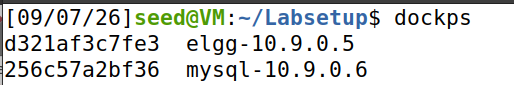 [09/07/26]seed@VM:~/Labsetup$ dockps
d321af3c7fe3  elgg-10.9.0.5
256c57a2bf36  mysql-10.9.0.6